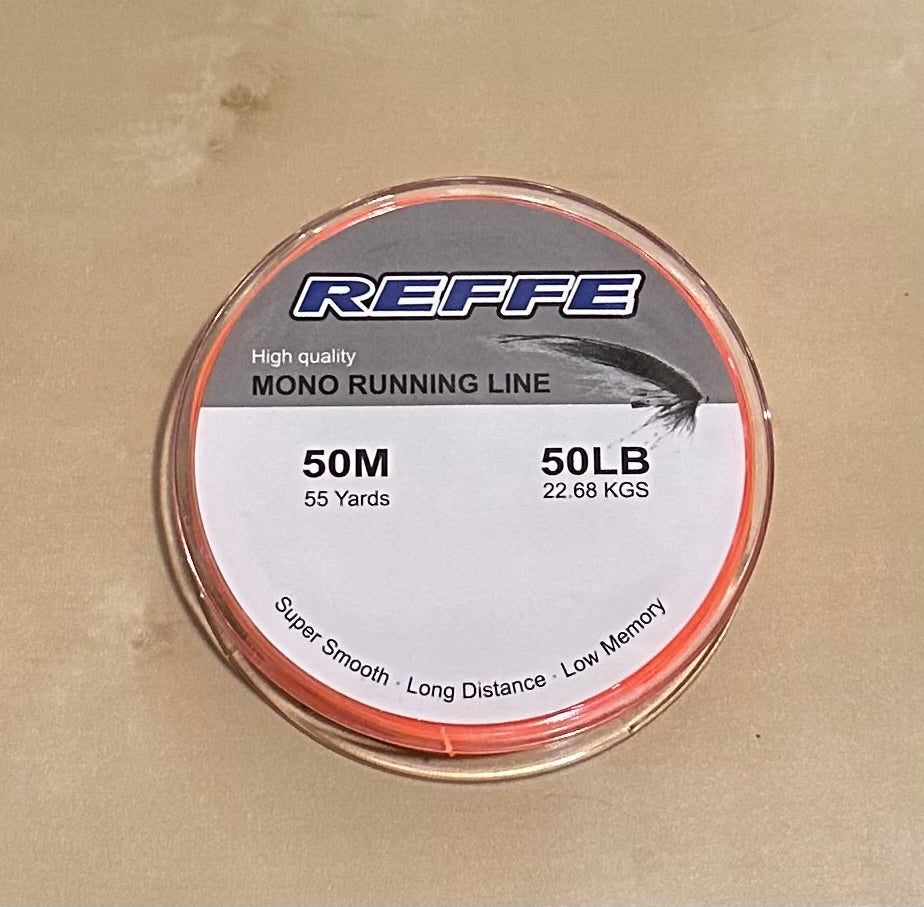 REFFE
High quality
MONO RUNNING LINE
50M
55 Yards
50LB
22.68 KGS
Super Smooth · Long Distance · Low Memory